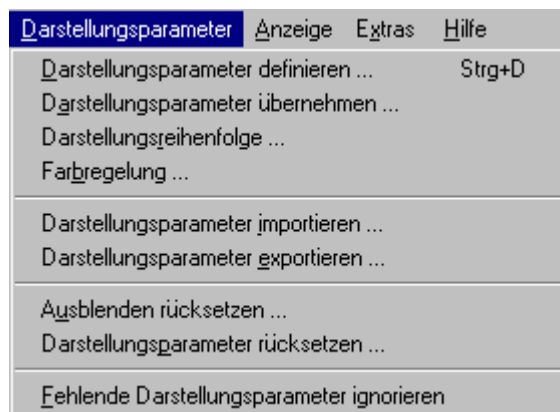 Darstellungsparameter Anzeige Extras Hilfe
Darstellungsparameter definieren ... Strg+D
Darstellungsparameter übernehmen ...
Darstellungsreihenfolge ...
Farbregelung ...
Darstellungsparameter importieren ...
Darstellungsparameter exportieren ...
Ausblenden rücksetzen ...
Darstellungsparameter rücksetzen ...
Fehlende Darstellungsparameter ignorieren